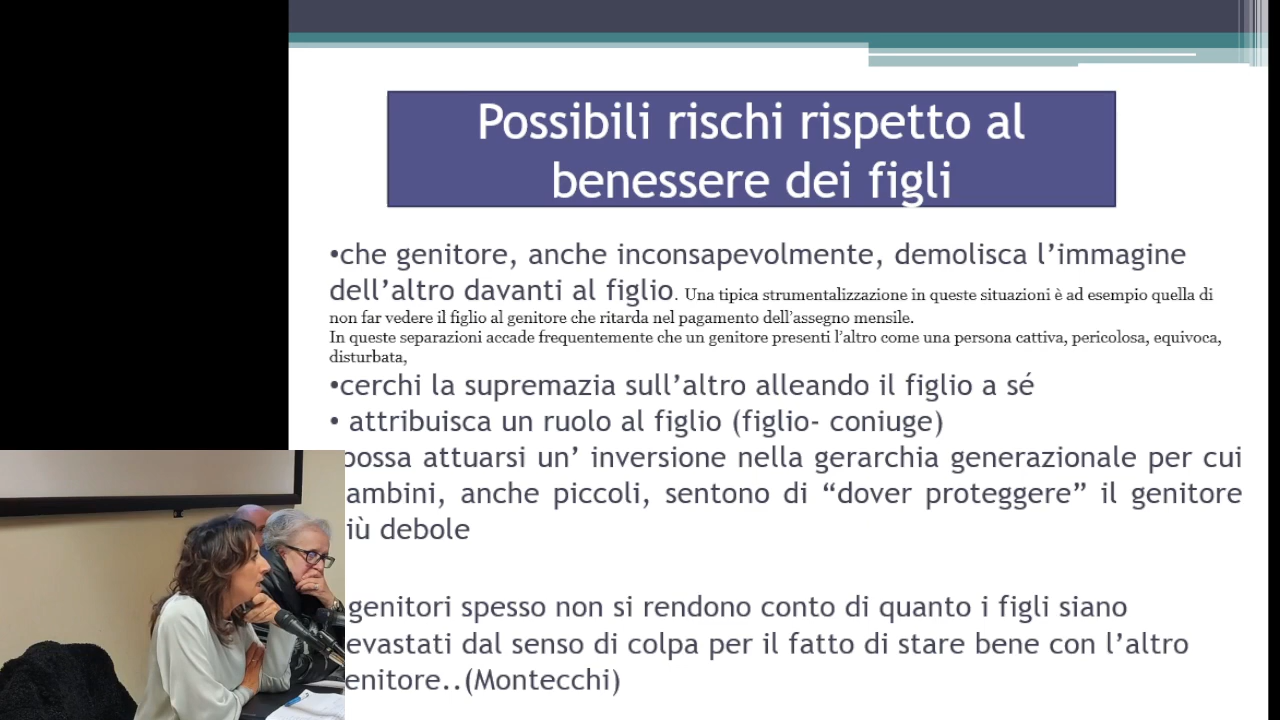 Possibili rischi rispetto al
benessere dei figli
•che genitore, anche inconsapevolmente, demolisca l’immagine
dell’altro davanti al figlio. Una tipica strumentalizzazione in queste situazioni è ad esempio quella di
non far vedere il figlio al genitore che ritarda nel pagamento dell’assegno mensile.
In queste separazioni accade frequentemente che un genitore presenti l’altro come una persona cattiva, pericolosa, equivoca,
disturbata,
•cerchi la supremazia sull’altro alleando il figlio a sé
• attribuisca un ruolo al figlio (figlio- coniuge)
possa attuarsi un’ inversione nella gerarchia generazionale per cui
ambini, anche piccoli, sentono di “dover proteggere” il genitore
iù debole
genitori spesso non si rendono conto di quanto i figli siano
evastati dal senso di colpa per il fatto di stare bene con l’altro
enitore..(Montecchi)